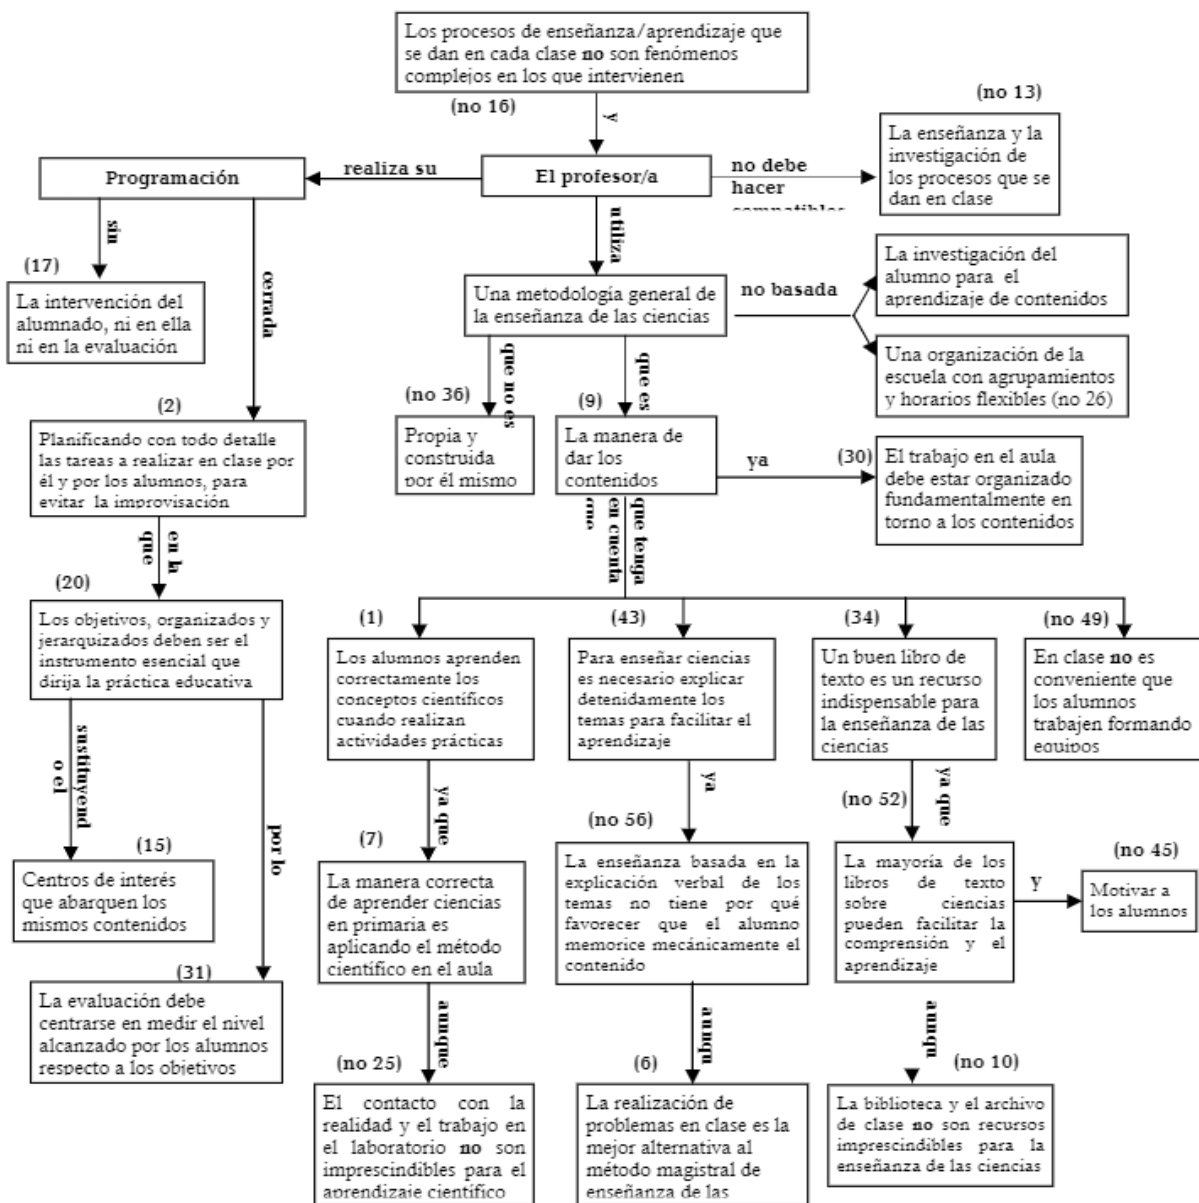 Los procesos de enseñanza/aprendizaje que
se dan en cada clase no son fenómenos
complejos en los que intervienen
(no 16)
y
(no 13)
La enseñanza y la
investigación de
los procesos que se
dan en clase
Programación
realiza su
El profesor/a
no debe
hacer
compatibles
sin
cerrada
utiliza
(17)
La intervención del
alumnado, ni en ella
ni en la evaluación
Una metodología general de
la enseñanza de las ciencias
no basada
La investigación del
alumno para el
aprendizaje de contenidos
Una organización de la
escuela con agrupamientos
y horarios flexibles (no 26)
que no es
que es
(2)
Planificando con todo detalle
las tareas a realizar en clase por
él y por los alumnos, para
evitar la improvisación
(no 36)
Propia y
construida
por él mismo
(9)
La manera de
dar los
contenidos
ya
(30)
El trabajo en el aula
debe estar organizado
fundamentalmente en
torno a los contenidos
en la
que
que tenga
en cuenta
que
(20)
Los objetivos, organizados y
jerarquizados deben ser el
instrumento esencial que
dirija la práctica educativa
(1)
Los alumnos aprenden
correctamente los
conceptos científicos
cuando realizan
actividades prácticas
(43)
Para enseñar ciencias
es necesario explicar
detenidamente los
temas para facilitar el
aprendizaje
(34)
Un buen libro de
texto es un recurso
indispensable para
la enseñanza de las
ciencias
(no 49)
En clase no es
conveniente que
los alumnos
trabajen formando
equipos
sustituyend
o el
por lo
ya que
ya
ya que
(15)
Centros de interés
que abarquen los
mismos contenidos
(31)
La evaluación debe
centrarse en medir el nivel
alcanzado por los alumnos
respecto a los objetivos
(7)
La manera correcta
de aprender ciencias
en primaria es
aplicando el método
científico en el aula
(no 56)
La enseñanza basada en la
explicación verbal de los
temas no tiene por qué
favorecer que el alumno
memorice mecánicamente el
contenido
(no 52)
La mayoría de los
libros de texto
sobre ciencias
pueden facilitar la
comprensión y el
aprendizaje
y
(no 45)
Motivar a
los alumnos
aunque
aunqu
aunqu
(no 25)
El contacto con la
realidad y el trabajo en
el laboratorio no son
imprescindibles para el
aprendizaje científico
(6)
La realización de
problemas en clase es la
mejor alternativa al
método magistral de
enseñanza de las
(no 10)
La biblioteca y el archivo
de clase no son recursos
imprescindibles para la
enseñanza de las ciencias